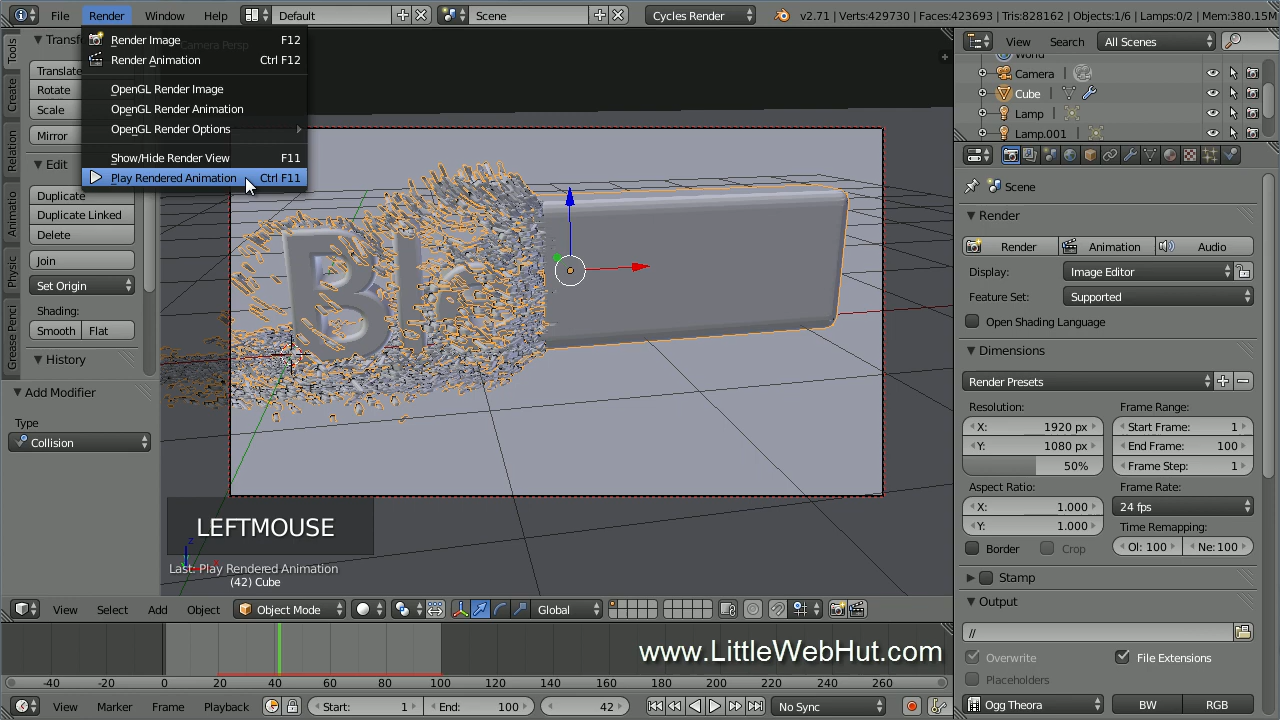 File Render Window Help Default Scene Cycles Render v2.71 | Verts:429730 | Faces:423693 | Tris:828162 | Objects:1/6 | Lamps:0/2 | Mem:380.15M
Render Image F12
Render Animation Ctrl F12
OpenGL Render Image
OpenGL Render Animation
OpenGL Render Options
Show/Hide Render View F11
Play Rendered Animation Ctrl F11
Camera Persp
Tools
Create
Relation
Animatio
Physic
Grease Penci
Transf
Translate
Rotate
Scale
Mirror
Edit
Duplicate
Duplicate Linked
Delete
Join
Set Origin
Shading:
Smooth Flat
History
Add Modifier
Type
Collision
LEFTMOUSE
Last: Play Rendered Animation
(42) Cube
View Select Add Object Object Mode Global
www.LittleWebHut.com
-40 -20 0 20 40 60 80 100 120 140 160 180 200 220 240 260
View Marker Frame Playback Start: 1 End: 100 42 No Sync
View Search All Scenes
World
Camera
Cube
Lamp
Lamp.001
Scene
Render
Render Animation Audio
Display: Image Editor
Feature Set: Supported
Open Shading Language
Dimensions
Render Presets
Resolution: Frame Range:
X: 1920 px Start Frame: 1
Y: 1080 px End Frame: 100
50% Frame Step: 1
Aspect Ratio: Frame Rate:
X: 1.000 24 fps
Y: 1.000 Time Remapping:
Border Crop Ol: 100 Ne: 100
Stamp
Output
//
Overwrite File Extensions
Placeholders
Ogg Theora BW RGB